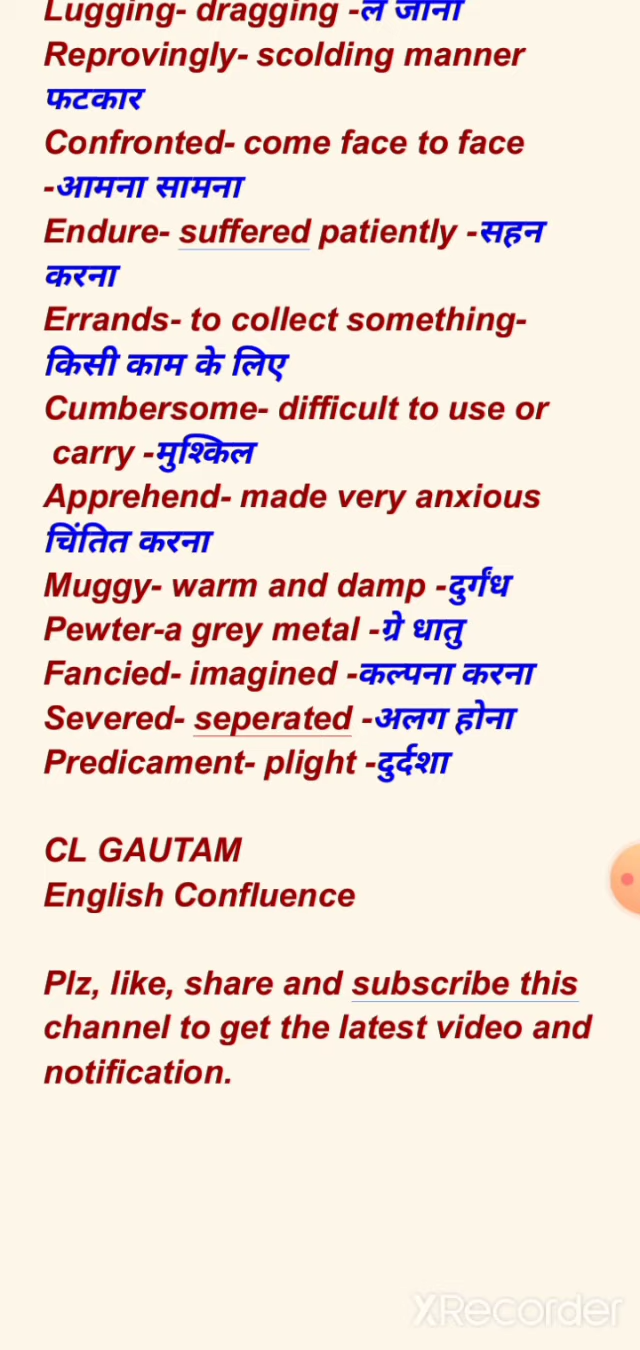 Lugging- dragging -ले जाना
Reprovingly- scolding manner
फटकार
Confronted- come face to face
-आमना सामना
Endure- suffered patiently -सहन
करना
Errands- to collect something-
किसी काम के लिए
Cumbersome- difficult to use or
carry -मुश्किल
Apprehend- made very anxious
चिंतित करना
Muggy- warm and damp -दुर्गंध
Pewter-a grey metal -ग्रे धातु
Fancied- imagined -कल्पना करना
Severed- seperated -अलग होना
Predicament- plight -दुर्दशा
CL GAUTAM
English Confluence
Plz, like, share and subscribe this
channel to get the latest video and
notification.
XRecorder